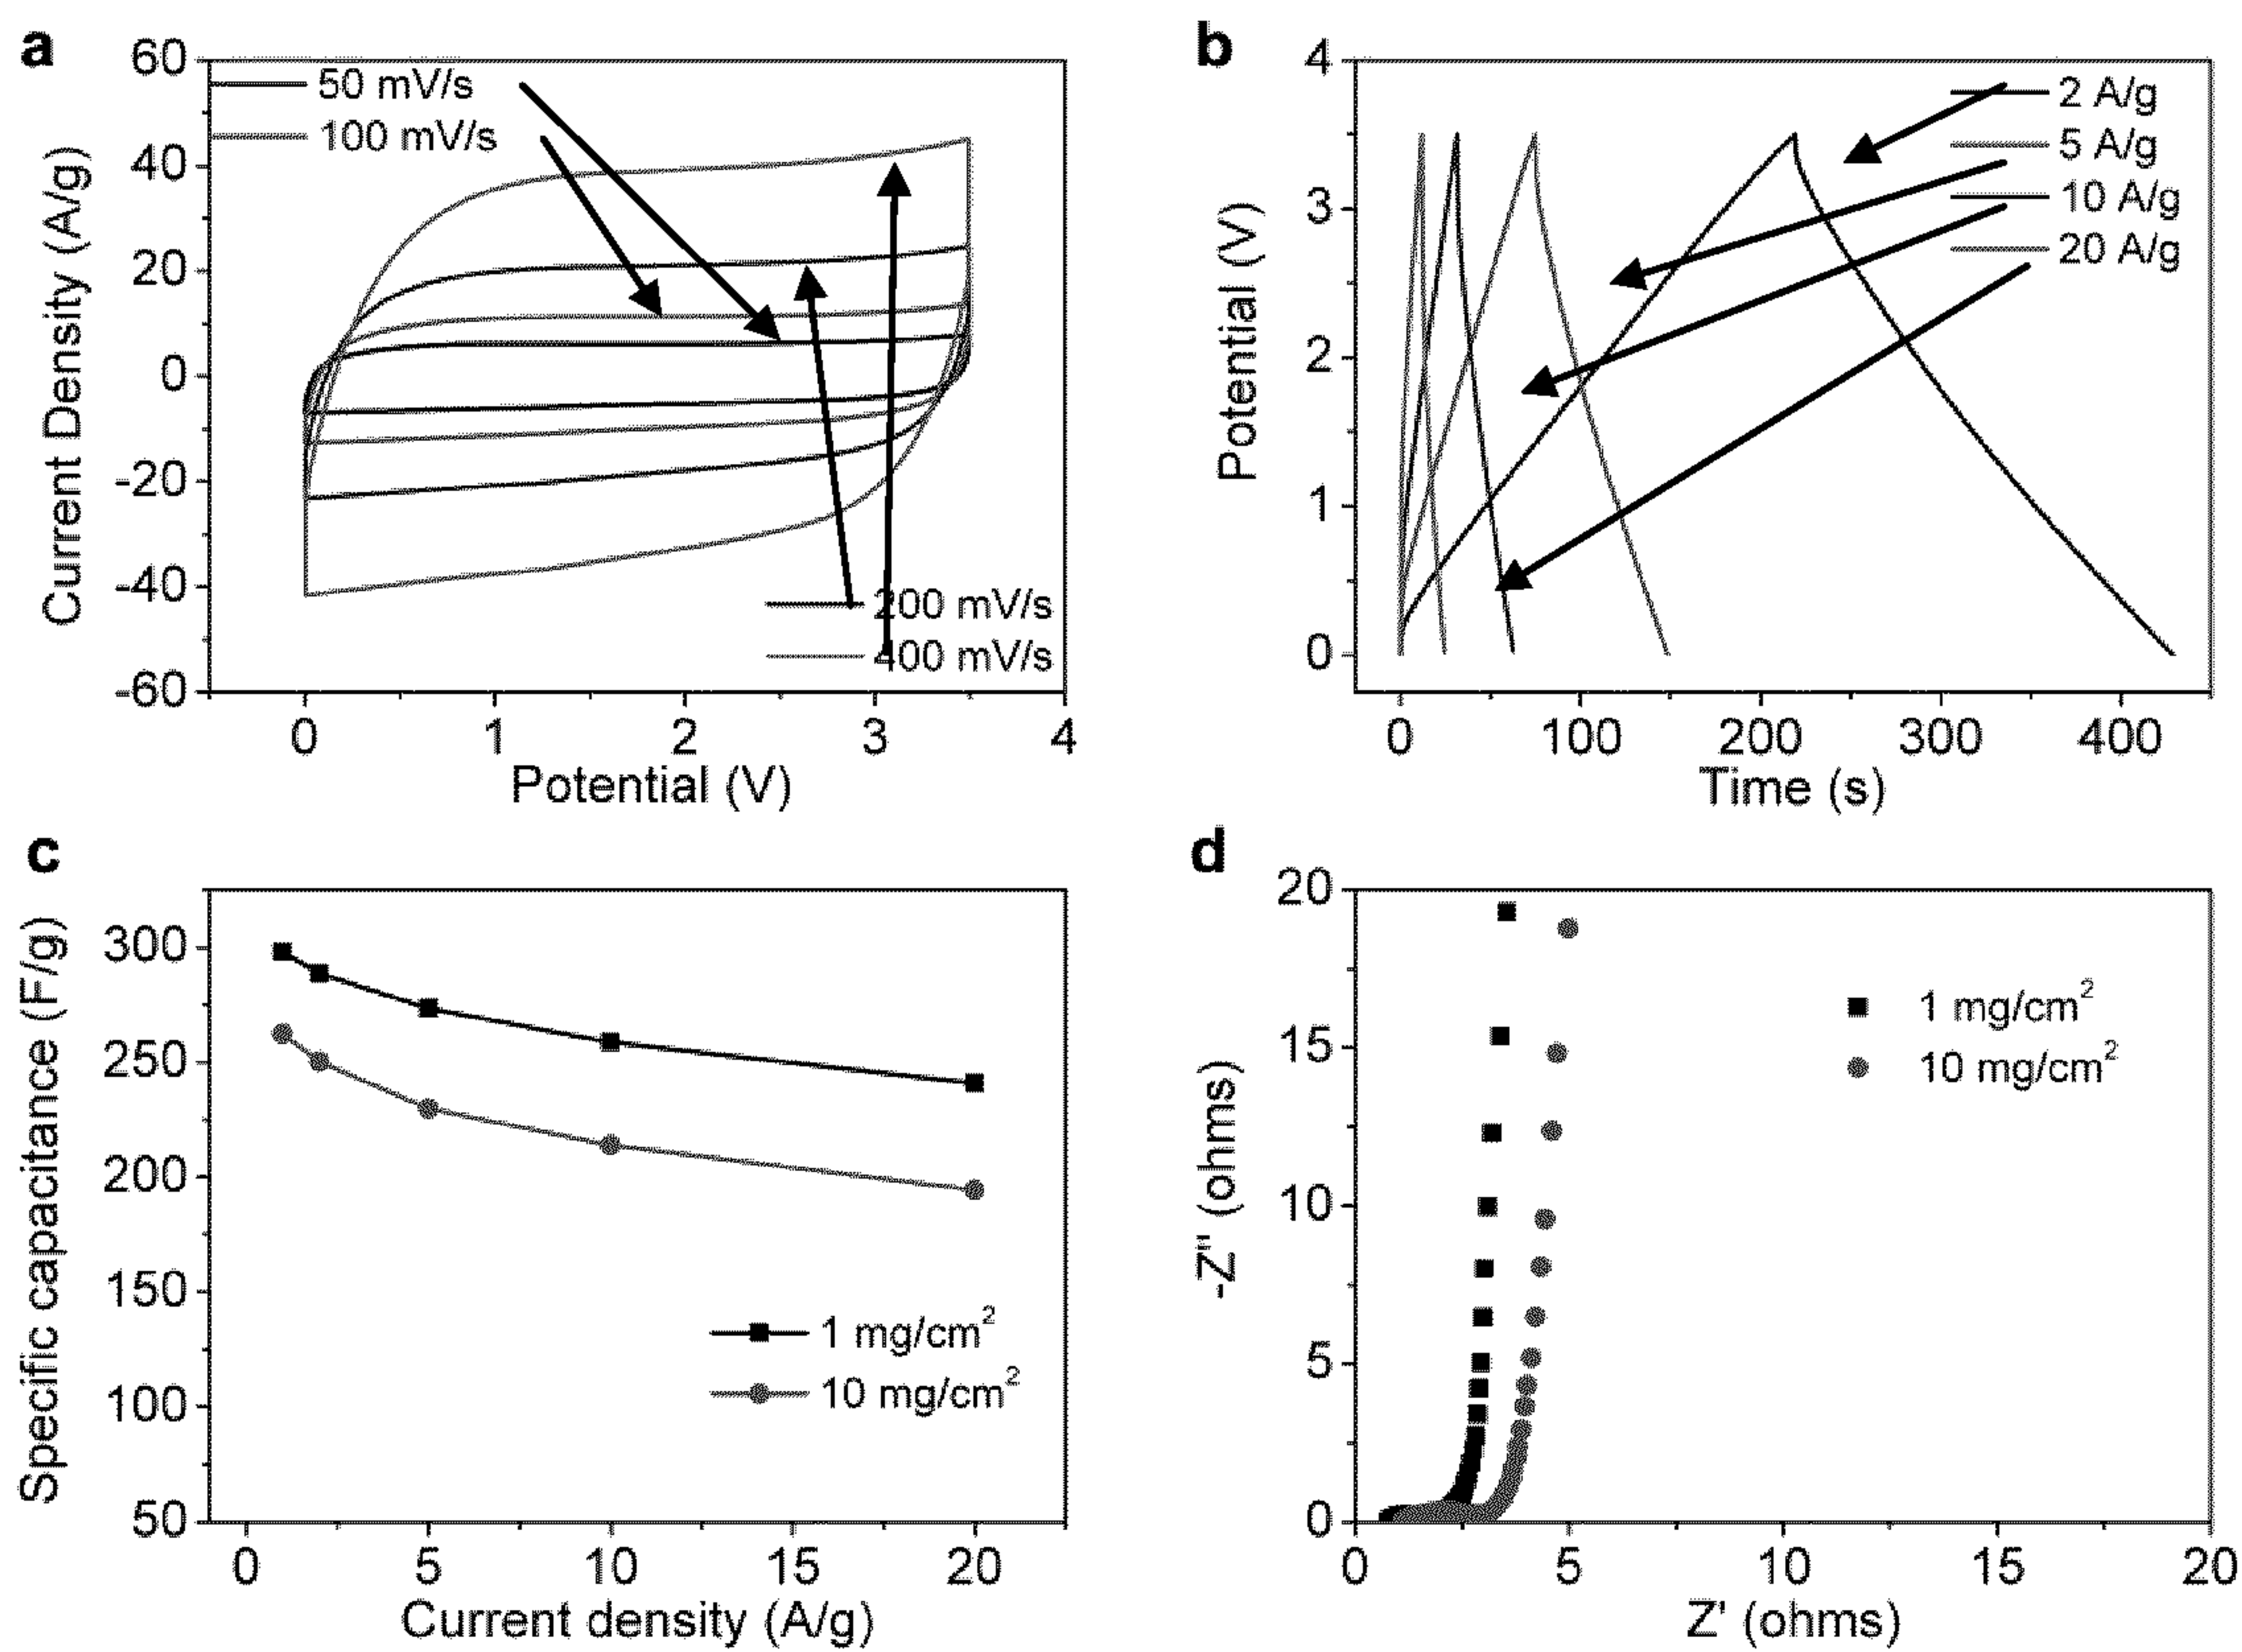 a
60
40
20
0
-20
-40
-60
Current Density (A/g)
50 mV/s
100 mV/s
200 mV/s
400 mV/s
0 1 2 3 4
Potential (V)
b
4
3
2
1
0
Potential (V)
2 A/g
5 A/g
10 A/g
20 A/g
0 100 200 300 400
Time (s)
c
300
250
200
150
100
50
Specific capacitance (F/g)
1 mg/cm²
10 mg/cm²
0 5 10 15 20
Current density (A/g)
d
20
15
10
5
0
-Z" (ohms)
1 mg/cm²
10 mg/cm²
0 5 10 15 20
Z' (ohms)